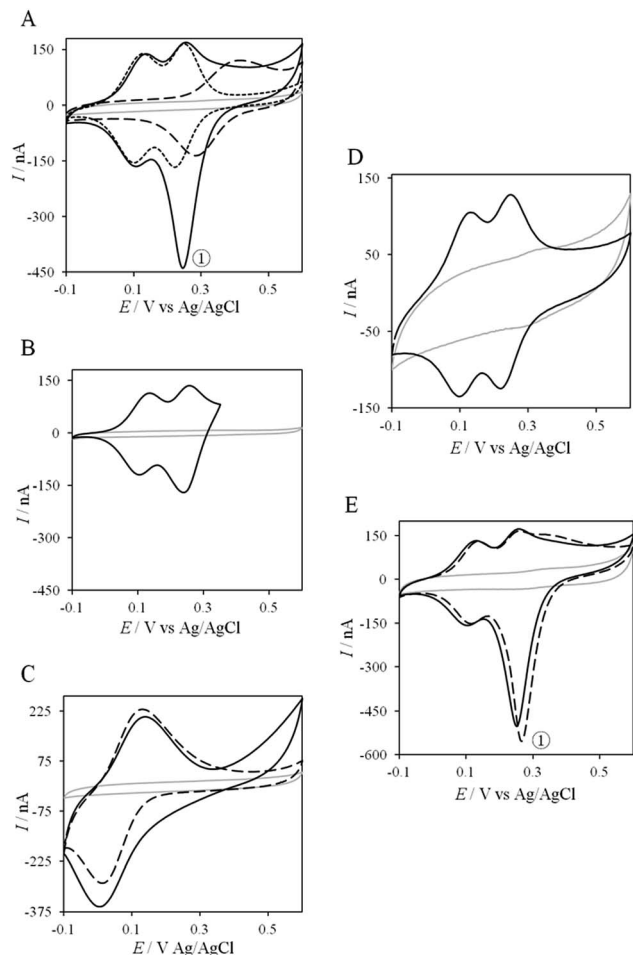 A
150
0
-150
-300
-450
I / nA
①
-0.1 0.1 0.3 0.5
E / V vs Ag/AgCl
B
150
0
-150
-300
-450
I / nA
-0.1 0.1 0.3 0.5
E / V vs Ag/AgCl
C
225
75
-75
-225
-375
I / nA
-0.1 0.1 0.3 0.5
E / V Ag/AgCl
D
150
50
-50
-150
I / nA
-0.1 0.1 0.3 0.5
E / V vs Ag/AgCl
E
150
0
-150
-300
-450
-600
I / nA
①
-0.1 0.1 0.3 0.5
E / V vs Ag/AgCl